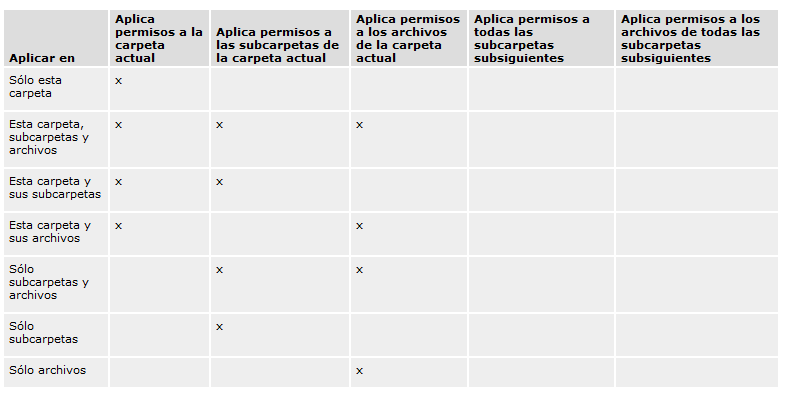 Aplicar en
Aplica
permisos a la
carpeta
actual
Aplica permisos a
las subcarpetas de
la carpeta actual
Aplica permisos
a los archivos
de la carpeta
actual
Aplica permisos a
todas las
subcarpetas
subsiguientes
Aplica permisos a los
archivos de todas las
subcarpetas
subsiguientes
Sólo esta
carpeta
x
Esta carpeta,
subcarpetas y
archivos
x
x
x
Esta carpeta y
sus subcarpetas
x
x
Esta carpeta y
sus archivos
x
x
Sólo
subcarpetas y
archivos
x
x
Sólo
subcarpetas
x
Sólo archivos
x